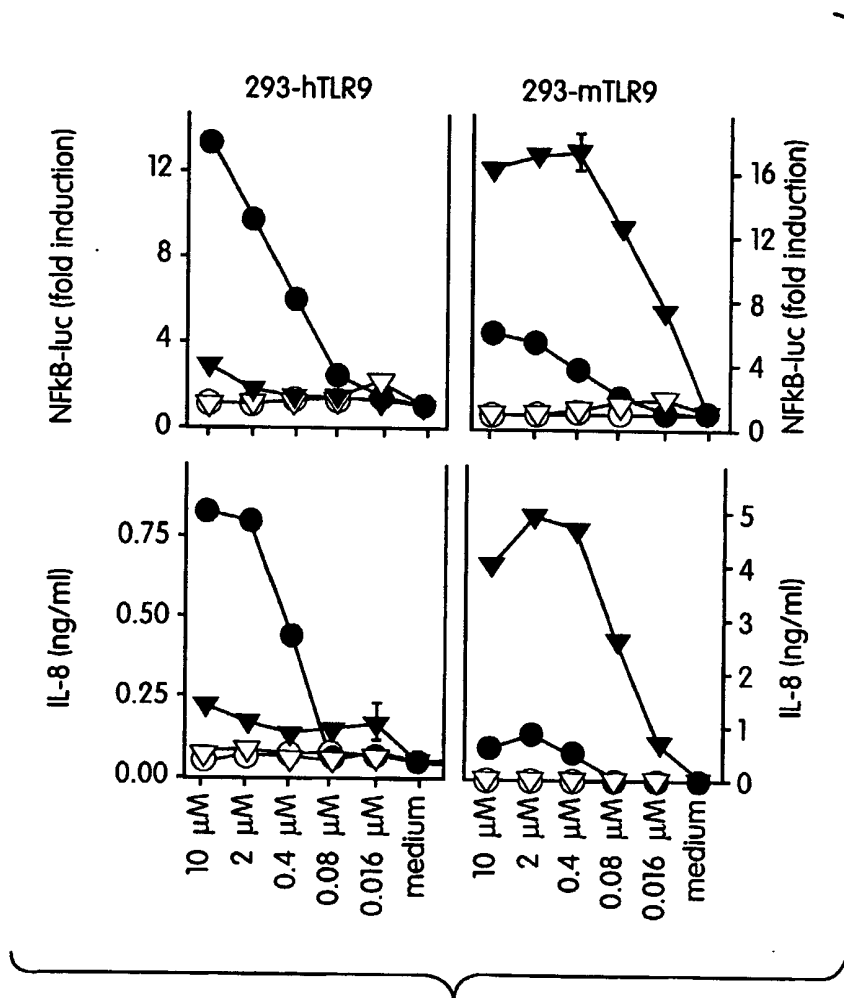 293-hTLR9
293-mTLR9
NFkB-luc (fold induction)
12
8
4
0
16
12
8
4
0
NFkB-luc (fold induction)
IL-8 (ng/ml)
0.75
0.50
0.25
0.00
5
4
3
2
1
0
IL-8 (ng/ml)
10 µM
2 µM
0.4 µM
0.08 µM
0.016 µM
medium
10 µM
2 µM
0.4 µM
0.08 µM
0.016 µM
medium